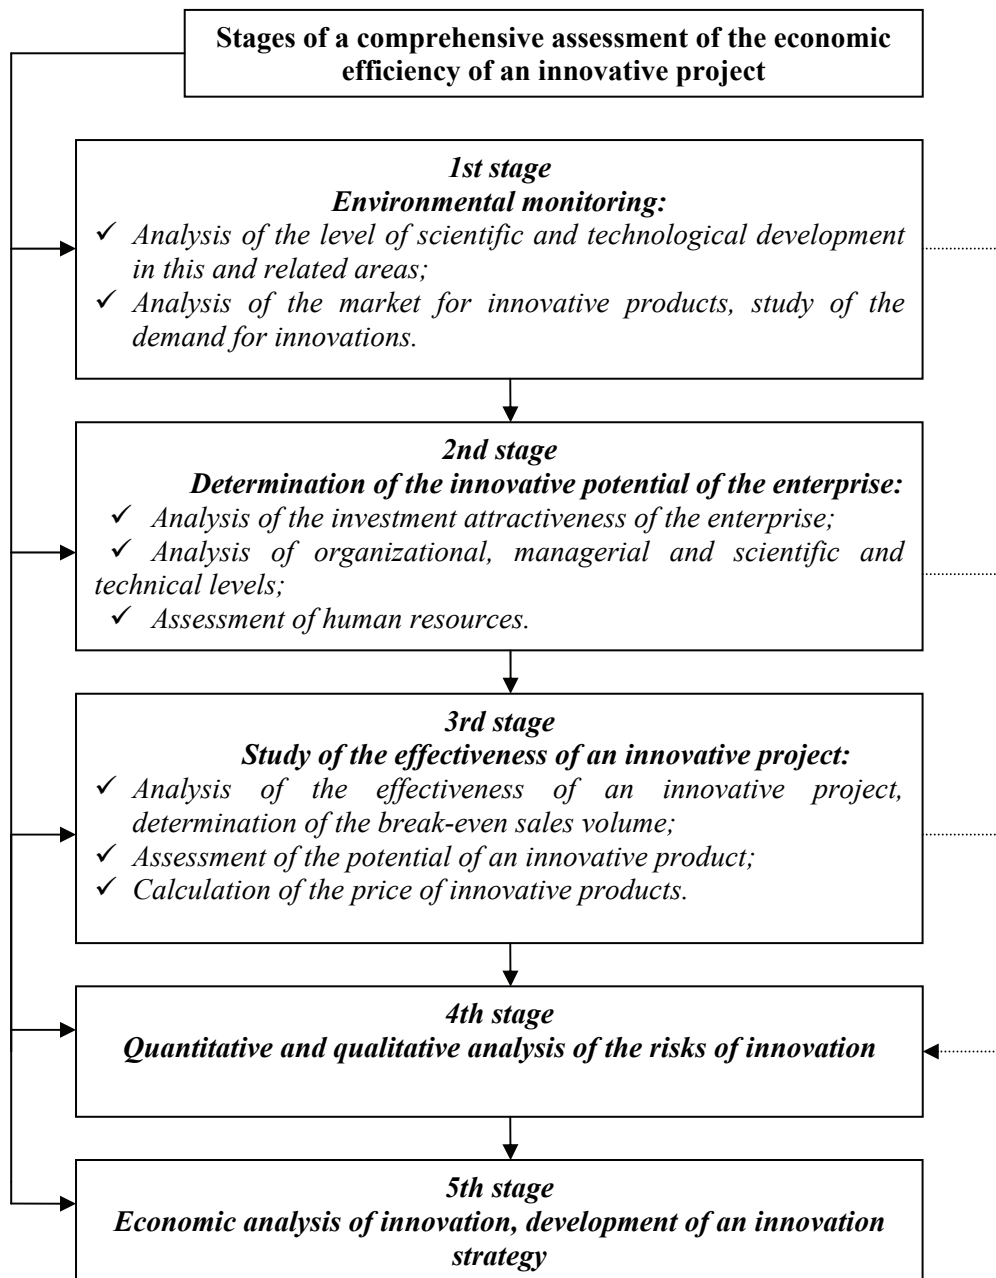 Stages of a comprehensive assessment of the economic
efficiency of an innovative project
1st stage
Environmental monitoring:
✓ Analysis of the level of scientific and technological development
in this and related areas;
✓ Analysis of the market for innovative products, study of the
demand for innovations.
2nd stage
Determination of the innovative potential of the enterprise:
✓ Analysis of the investment attractiveness of the enterprise;
✓ Analysis of organizational, managerial and scientific and
technical levels;
✓ Assessment of human resources.
3rd stage
Study of the effectiveness of an innovative project:
✓ Analysis of the effectiveness of an innovative project,
determination of the break-even sales volume;
✓ Assessment of the potential of an innovative product;
✓ Calculation of the price of innovative products.
4th stage
Quantitative and qualitative analysis of the risks of innovation
5th stage
Economic analysis of innovation, development of an innovation
strategy